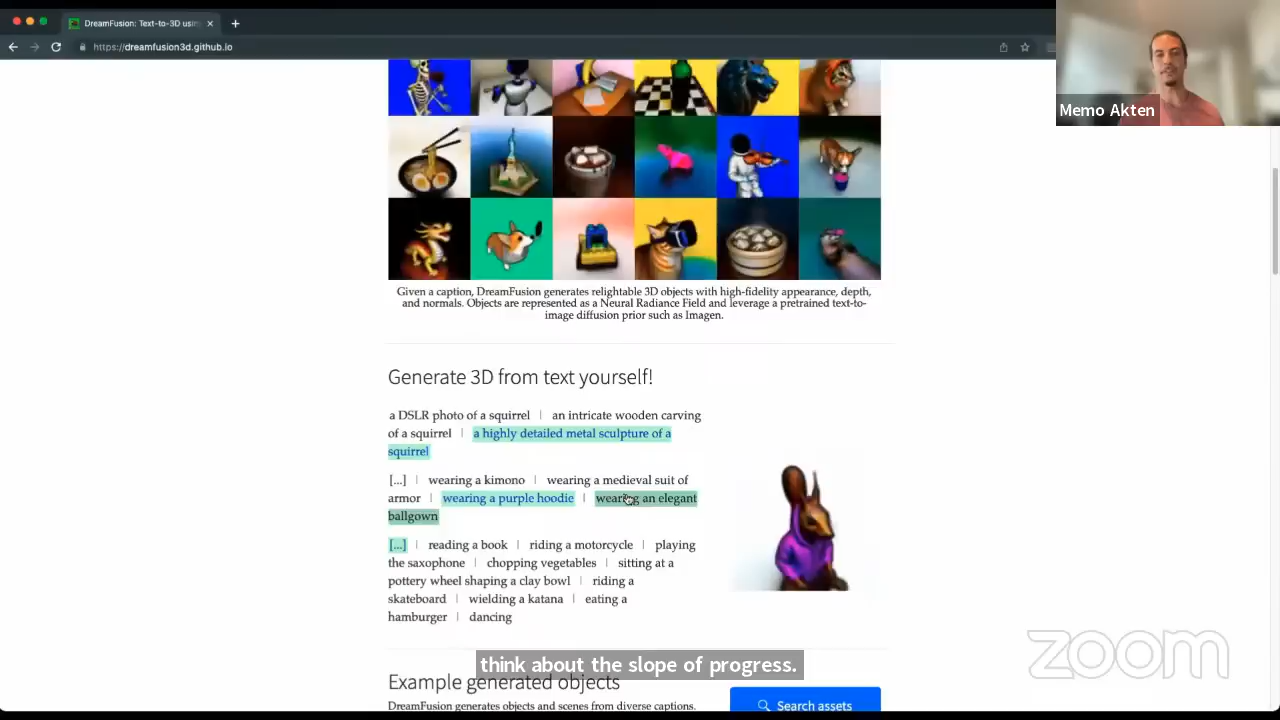 DreamFusion: Text-to-3D usin
https://dreamfusion3d.github.io
Memo Akten
Given a caption, DreamFusion generates relightable 3D objects with high-fidelity appearance, depth,
and normals. Objects are represented as a Neural Radiance Field and leverage a pretrained text-to-
image diffusion prior such as Imagen.
Generate 3D from text yourself!
a DSLR photo of a squirrel | an intricate wooden carving
of a squirrel | a highly detailed metal sculpture of a
squirrel
[...] | wearing a kimono | wearing a medieval suit of
armor | wearing a purple hoodie | wearing an elegant
ballgown
[...] | reading a book | riding a motorcycle | playing
the saxophone | chopping vegetables | sitting at a
pottery wheel shaping a clay bowl | riding a
skateboard | wielding a katana | eating a
hamburger | dancing
zoom
think about the slope of progress.
Example generated objects
DreamFusion generates objects and scenes from diverse captions.
Search assets